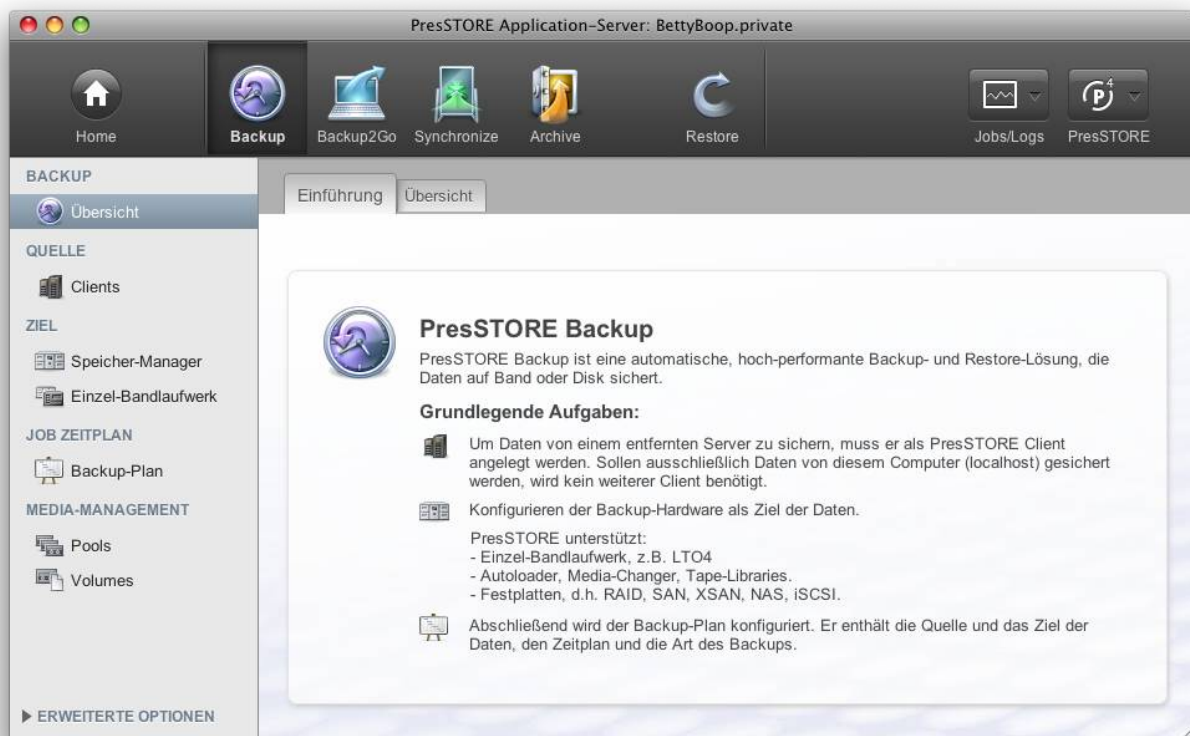 PresSTORE Application-Server: BettyBoop.private
Home
Backup
Backup2Go
Synchronize
Archive
Restore
Jobs/Logs
P4
PresSTORE
BACKUP
Übersicht
QUELLE
Clients
ZIEL
Speicher-Manager
Einzel-Bandlaufwerk
JOB ZEITPLAN
Backup-Plan
MEDIA-MANAGEMENT
Pools
Volumes
ERWEITERTE OPTIONEN
Einführung
Übersicht
PresSTORE Backup
PresSTORE Backup ist eine automatische, hoch-performante Backup- und Restore-Lösung, die
Daten auf Band oder Disk sichert.
Grundlegende Aufgaben:
Um Daten von einem entfernten Server zu sichern, muss er als PresSTORE Client
angelegt werden. Sollen ausschließlich Daten von diesem Computer (localhost) gesichert
werden, wird kein weiterer Client benötigt.
Konfigurieren der Backup-Hardware als Ziel der Daten.
PresSTORE unterstützt:
- Einzel-Bandlaufwerk, z.B. LTO4
- Autoloader, Media-Changer, Tape-Libraries.
- Festplatten, d.h. RAID, SAN, XSAN, NAS, iSCSI.
Abschließend wird der Backup-Plan konfiguriert. Er enthält die Quelle und das Ziel der
Daten, den Zeitplan und die Art des Backups.